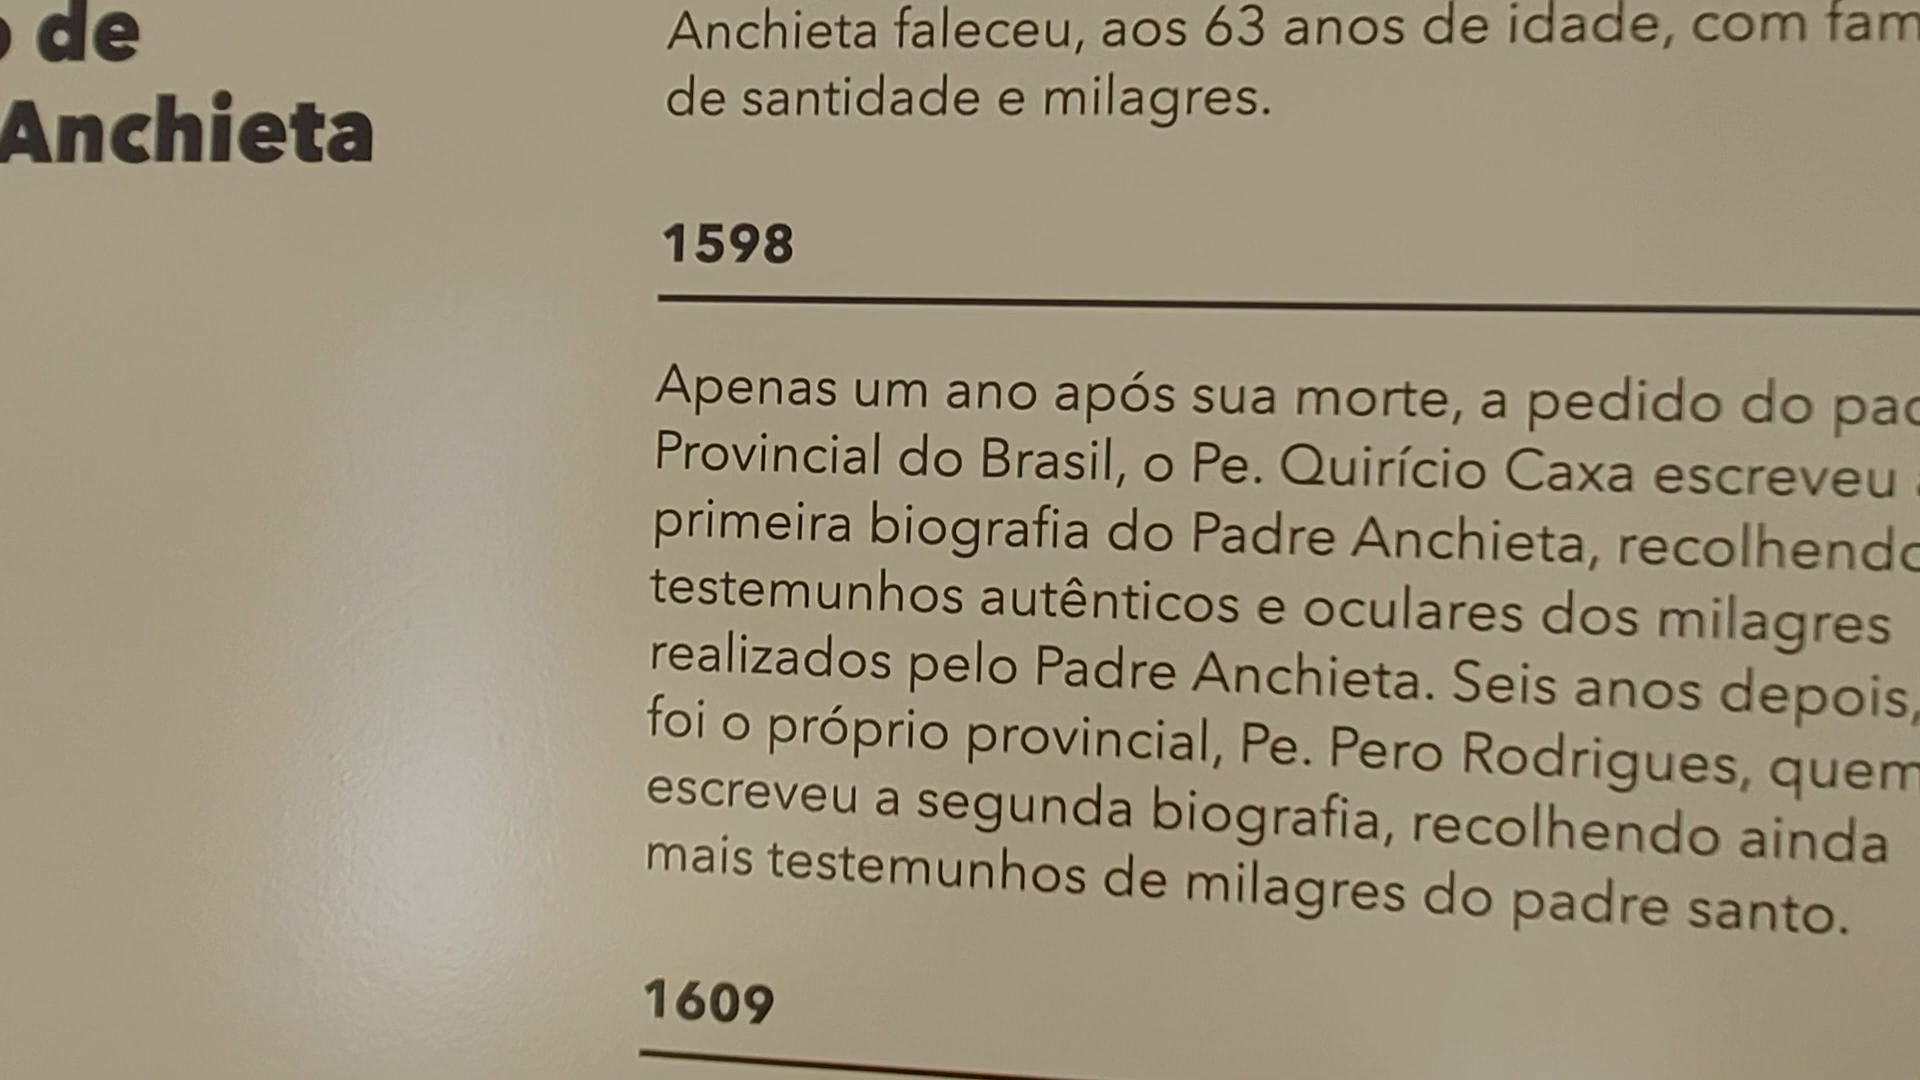 de
Anchieta
Anchieta faleceu, aos 63 anos de idade, com
de santidade e milagres.
1598
Apenas um ano após sua morte, a pedido do
Provincial do Brasil, o Pe. Quirício Caxa escreveu
primeira biografia do Padre Anchieta, recolhendo
testemunhos autênticos e oculares dos milagres
realizados pelo Padre Anchieta. Seis anos depois,
foi o próprio provincial, Pe. Pero Rodrigues, quem
escreveu a segunda biografia, recolhendo ainda
mais testemunhos de milagres do padre santo.
1609